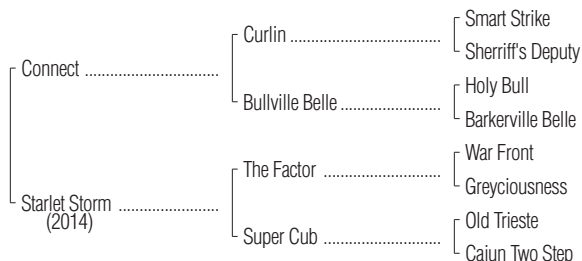 Smart Strike
Curlin ..............................................
Sherriff's Deputy
Connect .........................................
Holy Bull
Bullville Belle ...............................
Barkerville Belle
War Front
The Factor ....................................
Greyciousness
Starlet Storm ..............................
(2014)
Old Trieste
Super Cub .....................................
Cajun Two Step